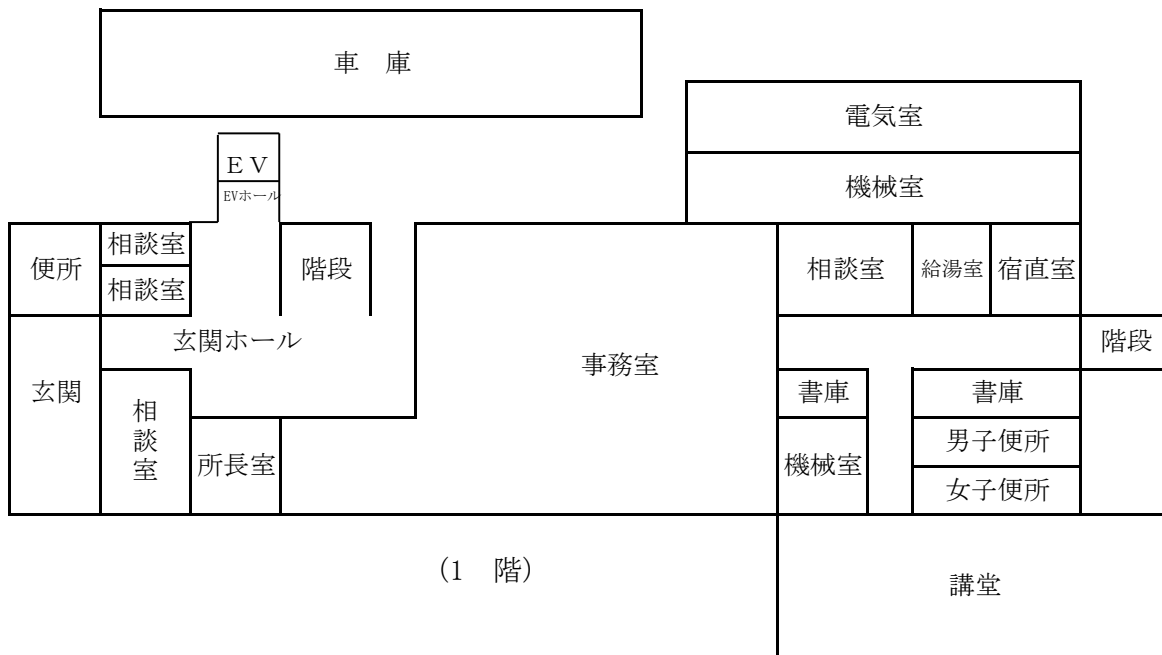 車　庫
電気室
ＥＶ
機械室
EVホール
便所
相談室
相談室
階段
相談室
給湯室
宿直室
玄関ホール
事務室
階段
玄関
相談室
所長室
書庫
書庫
機械室
男子便所
女子便所
（1　階）
講堂